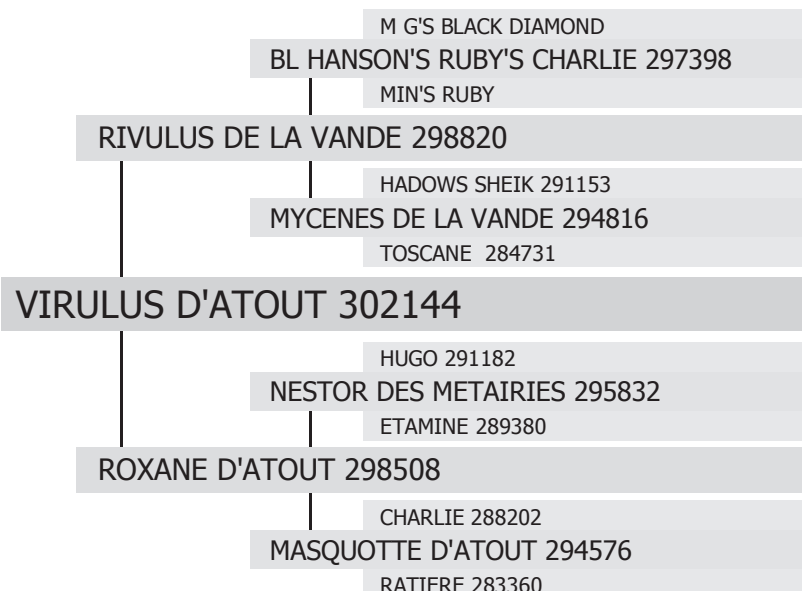 M G'S BLACK DIAMOND
BL HANSON'S RUBY'S CHARLIE 297398
MIN'S RUBY
RIVULUS DE LA VANDE 298820
HADOWS SHEIK 291153
MYCENES DE LA VANDE 294816
TOSCANE 284731
VIRULUS D'ATOUT 302144
HUGO 291182
NESTOR DES METAIRIES 295832
ETAMINE 289380
ROXANE D'ATOUT 298508
CHARLIE 288202
MASQUOTTE D'ATOUT 294576
RATIERE 283360